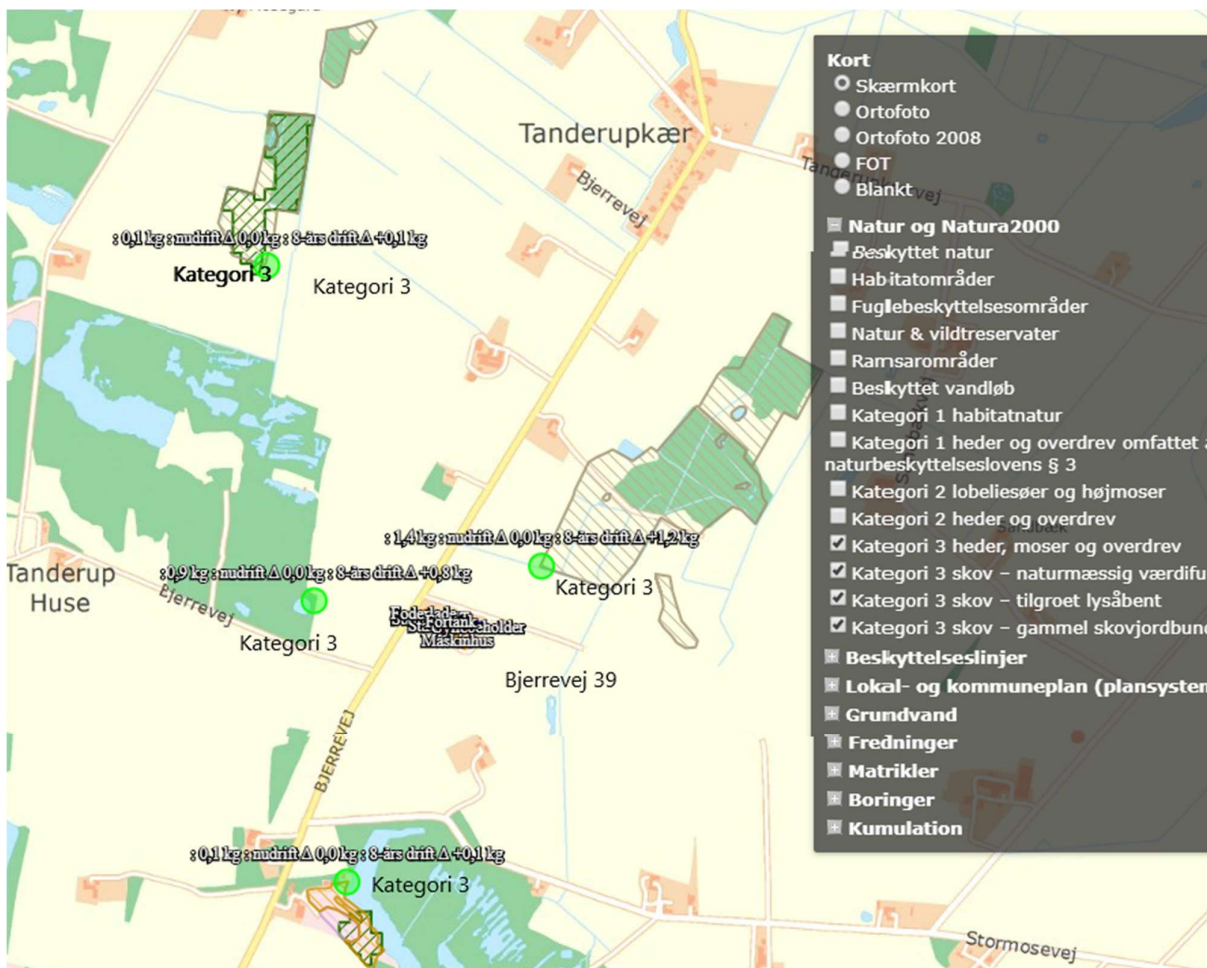 Tanderupkær
Bjerrevej
: 0,1 kg : nudrift Δ 0,0 kg : 8-års drift Δ +0,1 kg
Kategori 3
Kategori 3
: 1,4 kg : nudrift Δ 0,0 kg : 8-års drift Δ +1,2 kg
Kategori 3
: 0,9 kg : nudrift Δ 0,0 kg : 8-års drift Δ +0,8 kg
Tanderup
Huse
Bjerrevej
Kategori 3
Foderlade
Fortank
Maskinhus
Bjerrevej 39
BJERREVEJ
: 0,1 kg : nudrift Δ 0,0 kg : 8-års drift Δ +0,1 kg
Kategori 3
Stormosevej
Kort
Skærmkort
Ortofoto
Ortofoto 2008
FOT
Blankt
Natur og Natura2000
Beskyttet natur
Habitatområder
Fuglebeskyttelsesområder
Natur & vildtreservater
Ramsarområder
Beskyttet vandløb
Kategori 1 habitatnatur
Kategori 1 heder og overdrev omfattet a
naturbeskyttelseslovens § 3
Kategori 2 lobeliesøer og højmoser
Kategori 2 heder og overdrev
Kategori 3 heder, moser og overdrev
Kategori 3 skov – naturmæssig værdifu
Kategori 3 skov – tilgroet lysåbent
Kategori 3 skov – gammel skovjordbund
Beskyttelseslinjer
Lokal- og kommuneplan (plansystem
Grundvand
Fredninger
Matrikler
Boringer
Kumulation